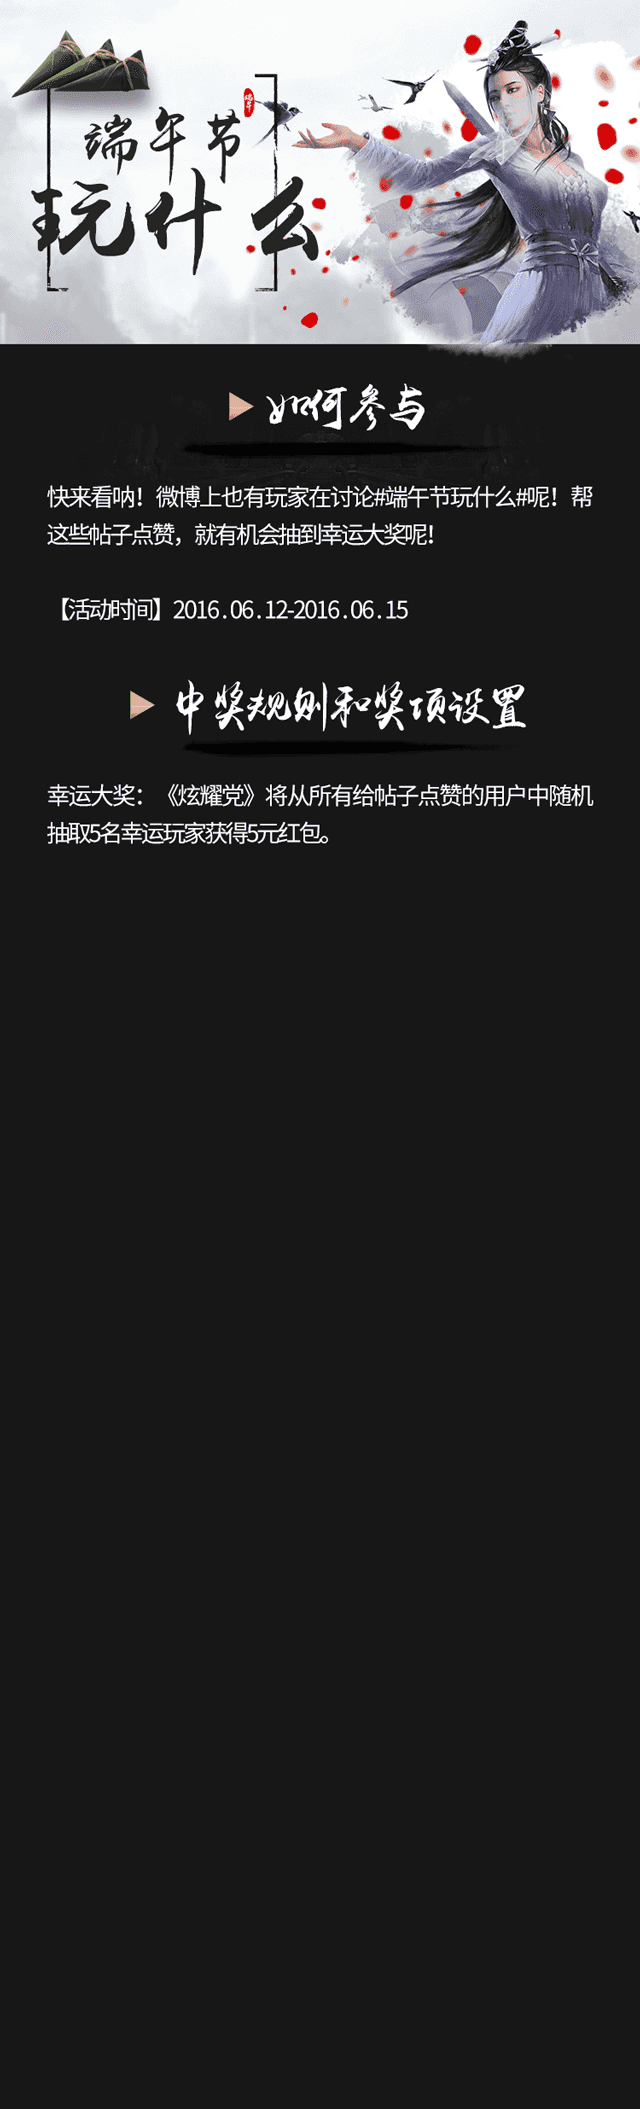 端午节
端午
玩什么
如何参与
快来看呐！微博上也有玩家在讨论#端午节玩什么#呢！帮
这些帖子点赞，就有机会抽到幸运大奖呢！
【活动时间】2016.06.12-2016.06.15
中奖规则和奖项设置
幸运大奖：《炫耀党》将从所有给帖子点赞的用户中随机
抽取5名幸运玩家获得5元红包。